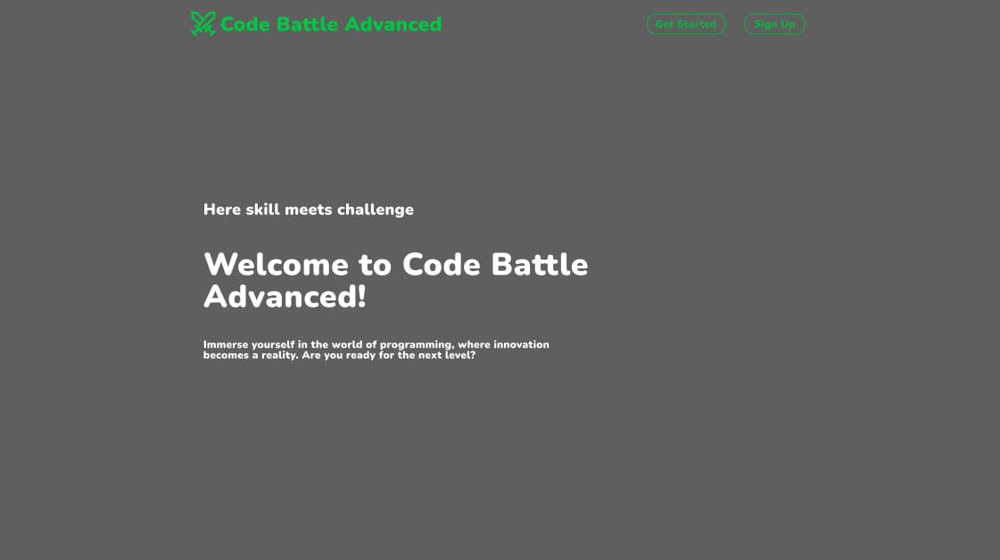 Code Battle Advanced
Get Started
Sign Up
Here skill meets challenge
Welcome to Code Battle
Advanced!
Immerse yourself in the world of programming, where innovation
becomes a reality. Are you ready for the next level?